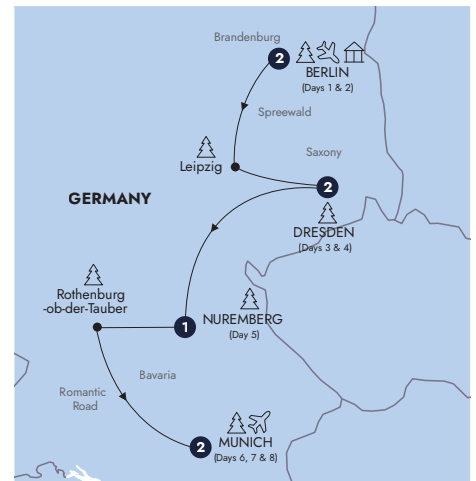 Brandenburg
2
BERLIN
(Days 1 & 2)
Spreewald
Leipzig
Saxony
2
DRESDEN
(Days 3 & 4)
GERMANY
Rothenburg
-ob-der-Tauber
1
NUREMBERG
(Day 5)
Bavaria
Romantic
Road
2
MUNICH
(Days 6, 7 & 8)